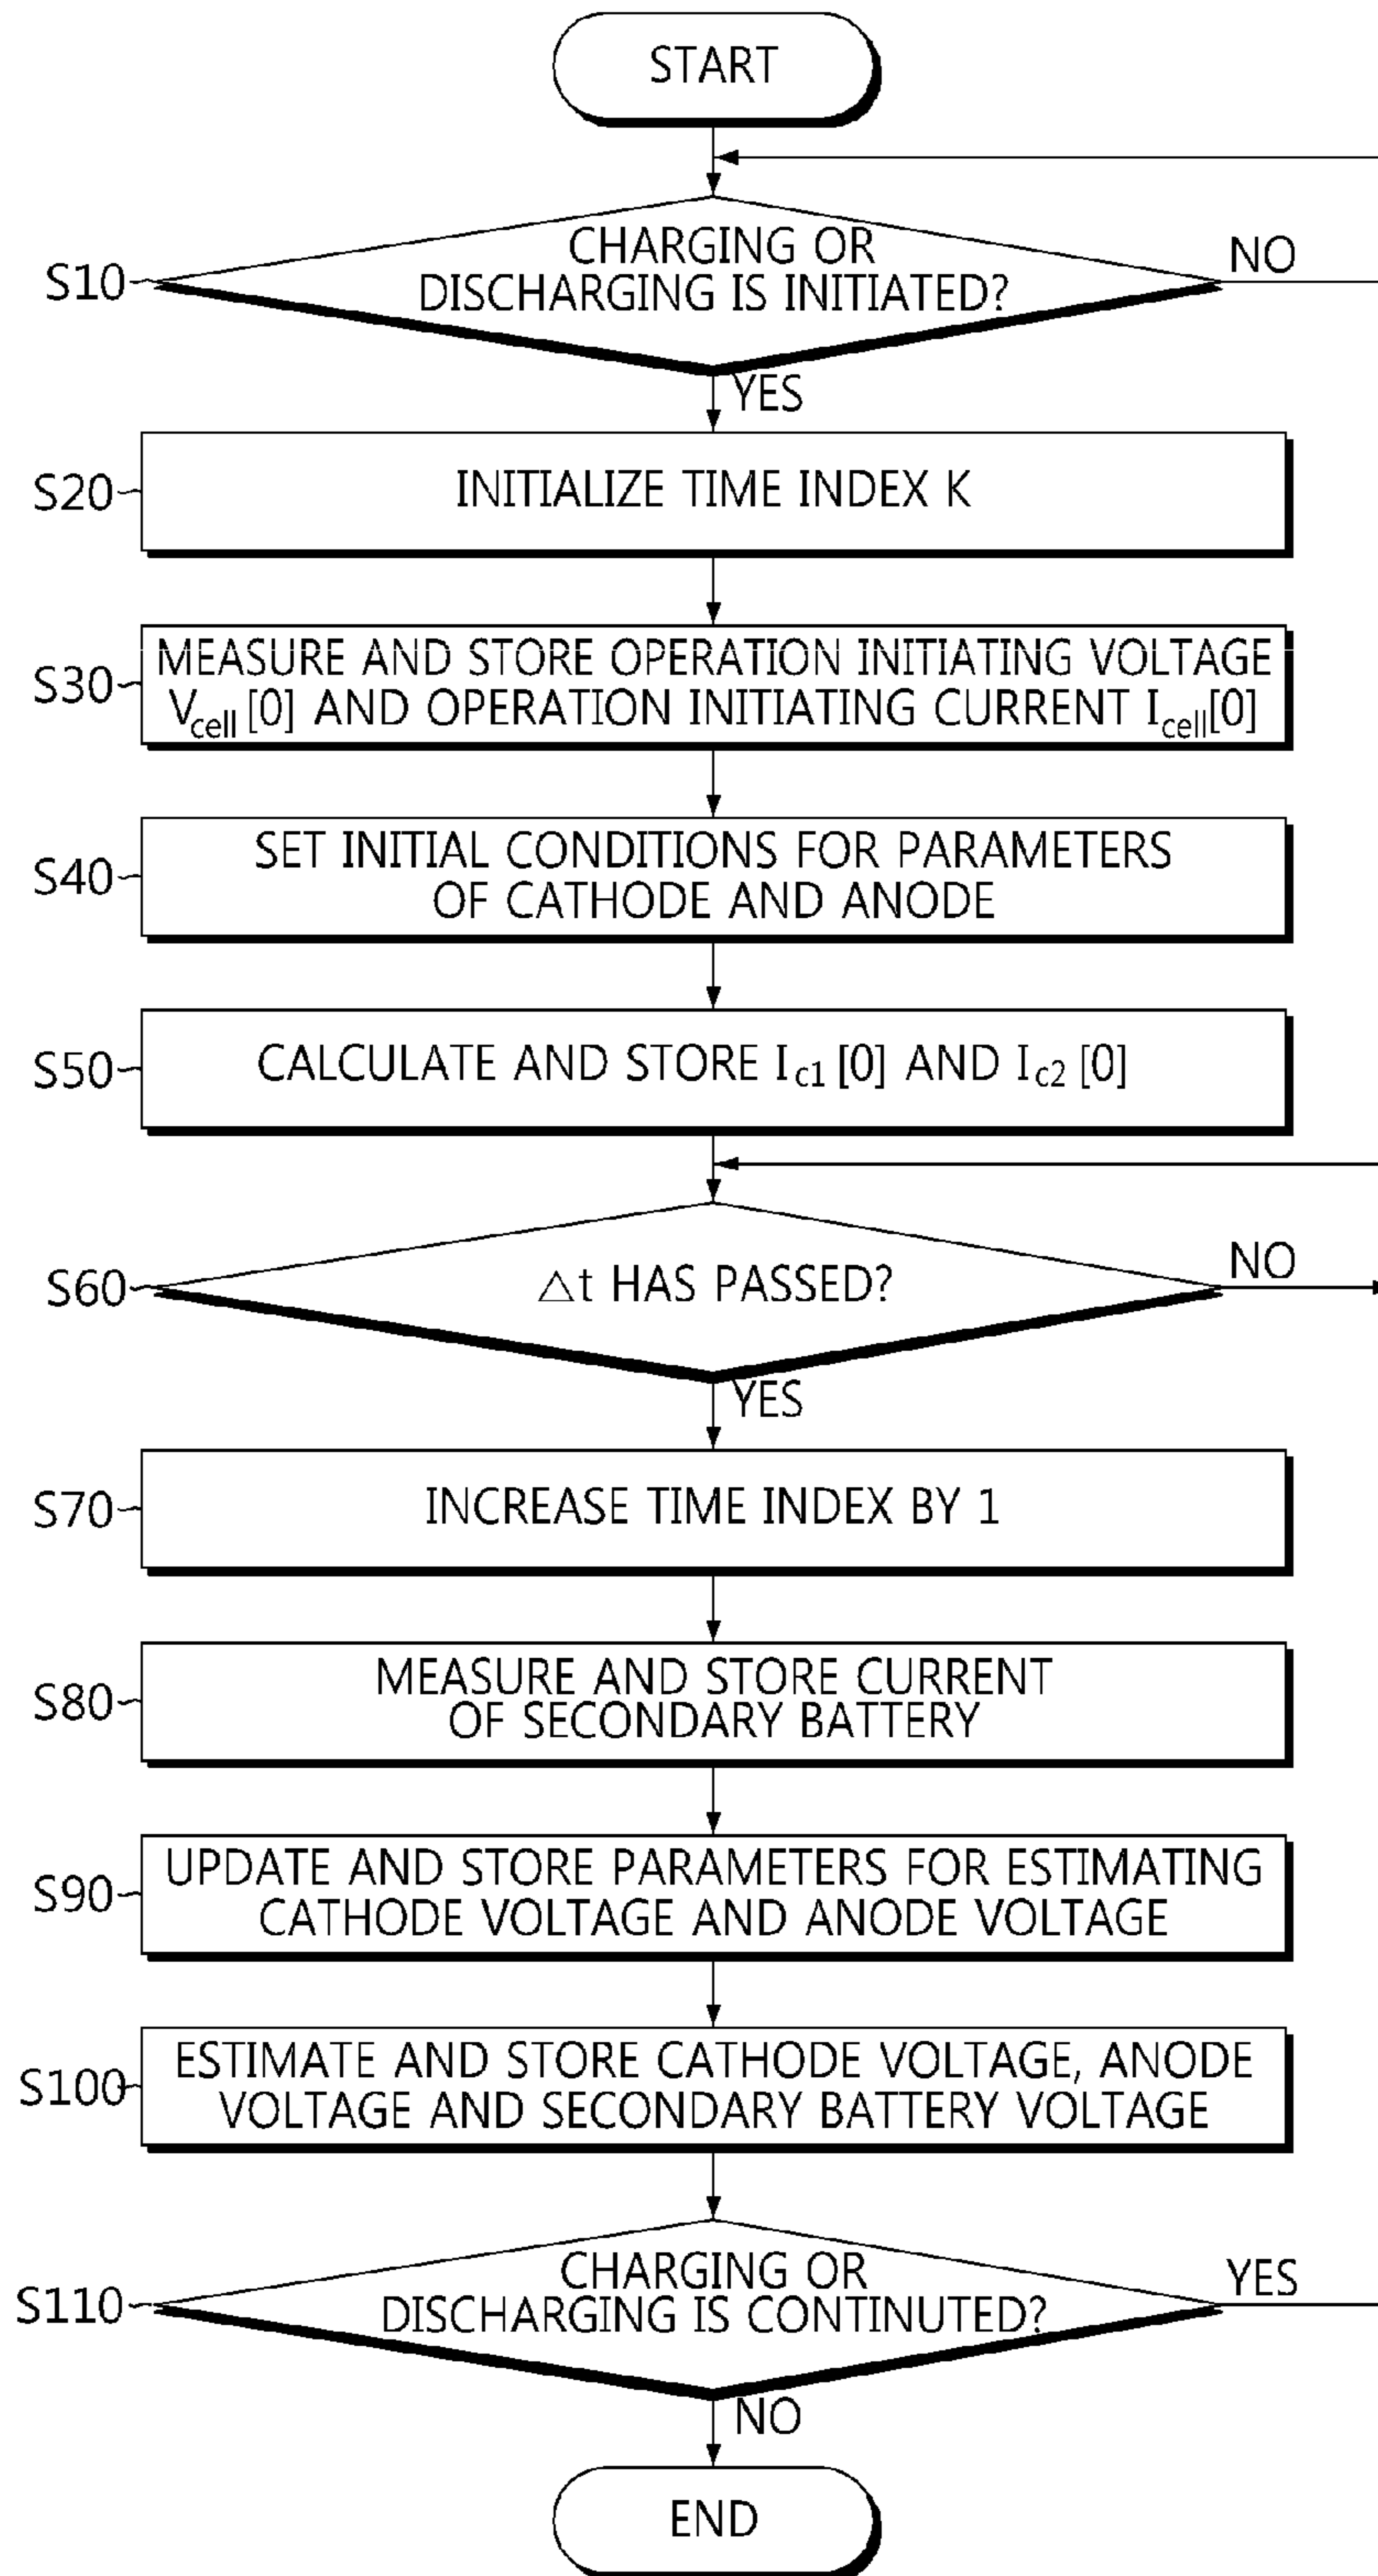 START
CHARGING OR
DISCHARGING IS INITIATED?
NO
S10
YES
S20
INITIALIZE TIME INDEX K
S30
MEASURE AND STORE OPERATION INITIATING VOLTAGE
Vcell [0] AND OPERATION INITIATING CURRENT Icell[0]
S40
SET INITIAL CONDITIONS FOR PARAMETERS
OF CATHODE AND ANODE
S50
CALCULATE AND STORE Ic1 [0] AND Ic2 [0]
S60
△t HAS PASSED?
NO
YES
S70
INCREASE TIME INDEX BY 1
S80
MEASURE AND STORE CURRENT
OF SECONDARY BATTERY
S90
UPDATE AND STORE PARAMETERS FOR ESTIMATING
CATHODE VOLTAGE AND ANODE VOLTAGE
S100
ESTIMATE AND STORE CATHODE VOLTAGE, ANODE
VOLTAGE AND SECONDARY BATTERY VOLTAGE
S110
CHARGING OR
DISCHARGING IS CONTINUTED?
YES
NO
END